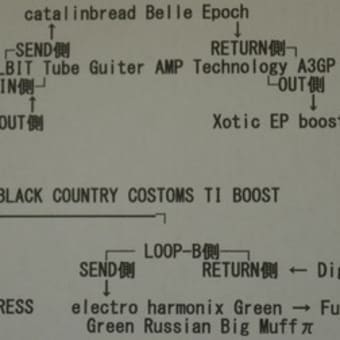 catalinbread Belle Epoch
↑ ↓
┌SEND側 RETURN側┐
LBIT Tube Guiter AMP Technology A3GP
IN側┘ └OUT側
↑ ↓
OUT側 Xotic EP boost
BLACK COUNTRY COSTOMS TI BOOST
┌── LOOP-B側──┐
SEND側 RETURN側 ← Dig
↓
RESS electro harmonix Green → Fu
Green Russian Big Muffπ